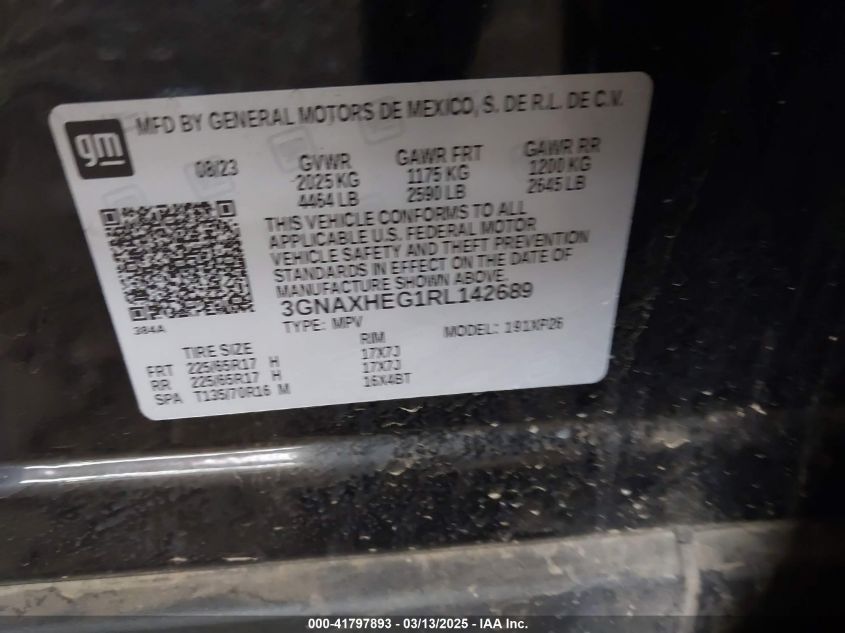 gm
MFD BY GENERAL MOTORS DE MEXICO, S. DE R.L. DE C.V.
08/23 GVWR GAWR FRT GAWR RR
2025 KG 1175 KG 1200 KG
4464 LB 2590 LB 2645 LB
THIS VEHICLE CONFORMS TO ALL
APPLICABLE U.S. FEDERAL MOTOR
VEHICLE SAFETY AND THEFT PREVENTION
STANDARDS IN EFFECT ON THE DATE OF
MANUFACTURE SHOWN ABOVE.
3GNAXHEG1RL142689
384A
TYPE: MPV MODEL: 191XP26
TIRE SIZE RIM
FRT 225/65R17 H 17X7J
RR 225/65R17 H 17X7J
SPA T135/70R16 M 16X4BT
000-41797893 / 03/13/2025 - IAA Inc.